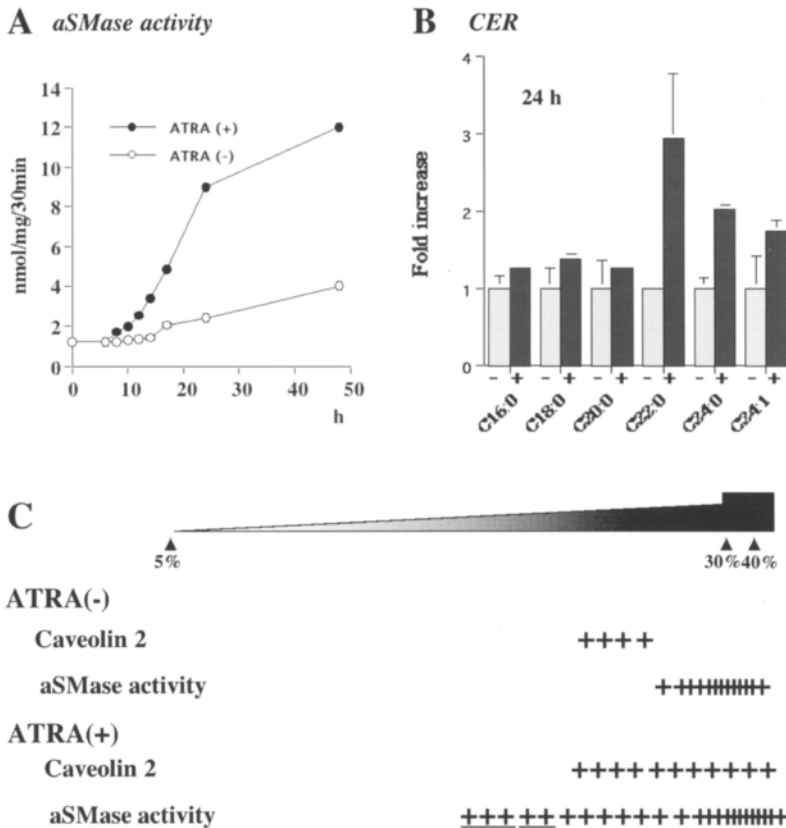 A aSMase activity
14
12
10
8
6
4
2
0
nmol/mg/30min
ATRA (+)
ATRA (-)
0 10 20 30 40 50
h
B CER
4
3
2
1
0
Fold increase
24 h
- + - + - + - + - + - +
C16:0 C18:0 C20:0 C22:0 C24:0 C24:1
C
5% 30% 40%
ATRA(-)
Caveolin 2 ++++
aSMase activity +++++++++++++
ATRA(+)
Caveolin 2 +++++++++++
aSMase activity +++++++++++++++++++++++